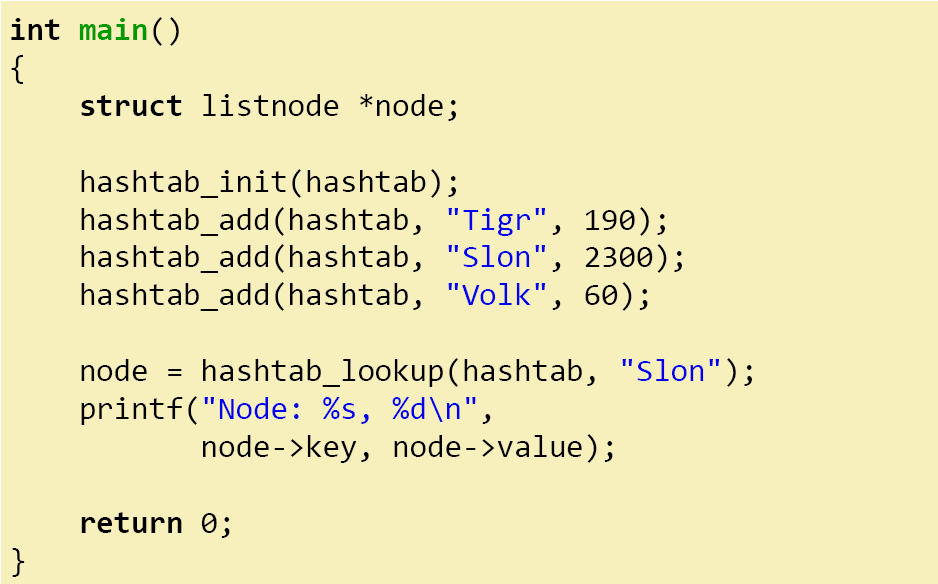 int main()
{
    struct listnode *node;

    hashtab_init(hashtab);
    hashtab_add(hashtab, "Tigr", 190);
    hashtab_add(hashtab, "Slon", 2300);
    hashtab_add(hashtab, "Volk", 60);

    node = hashtab_lookup(hashtab, "Slon");
    printf("Node: %s, %d\n",
           node->key, node->value);

    return 0;
}